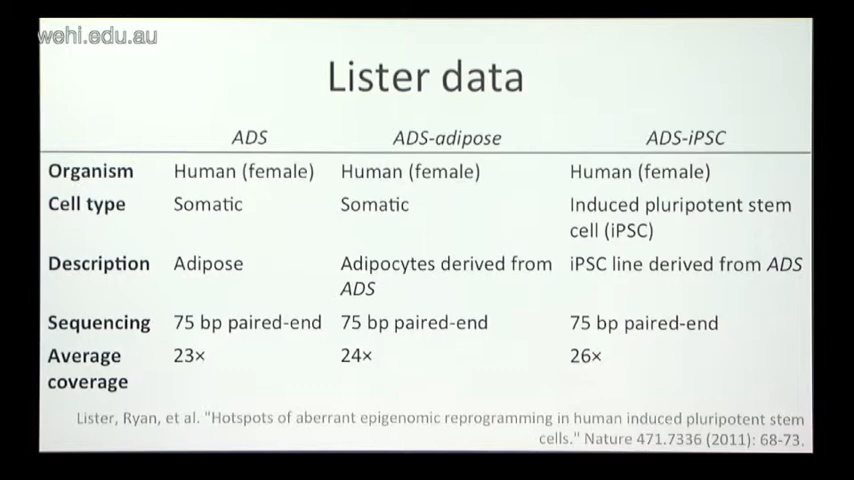 wehi.edu.au
Lister data
ADS ADS-adipose ADS-iPSC
Organism Human (female) Human (female) Human (female)
Cell type Somatic Somatic Induced pluripotent stem
cell (iPSC)
Description Adipose Adipocytes derived from iPSC line derived from ADS
ADS
Sequencing 75 bp paired-end 75 bp paired-end 75 bp paired-end
Average 23× 24× 26×
coverage
Lister, Ryan, et al. "Hotspots of aberrant epigenomic reprogramming in human induced pluripotent stem
cells." Nature 471.7336 (2011): 68-73.